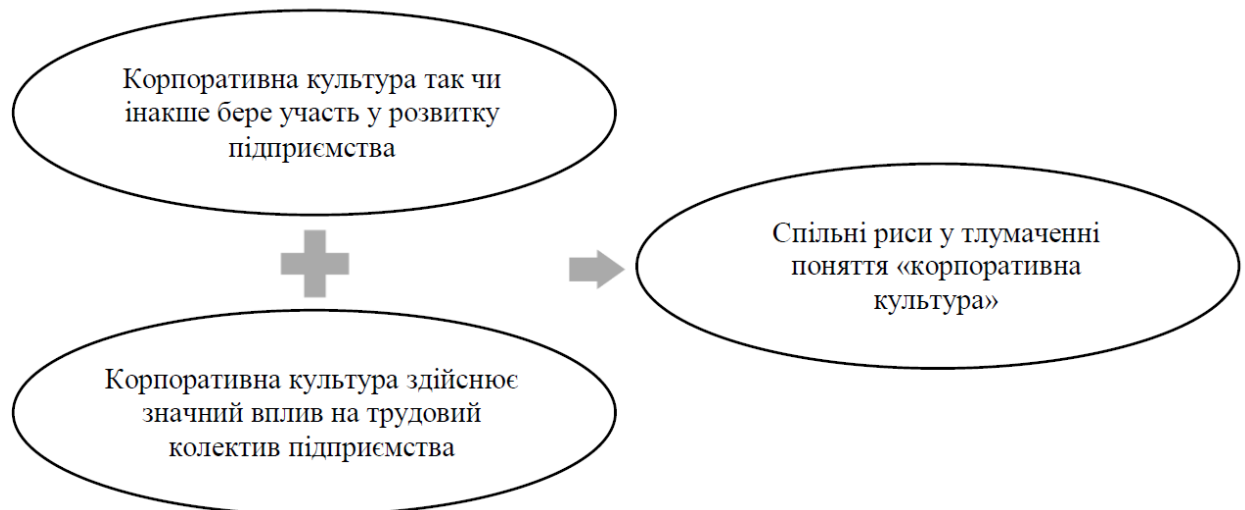 Корпоративна культура так чи
інакше бере участь у розвитку
підприємства
Спільні риси у тлумаченні
поняття «корпоративна
культура»
Корпоративна культура здійснює
значний вплив на трудовий
колектив підприємства